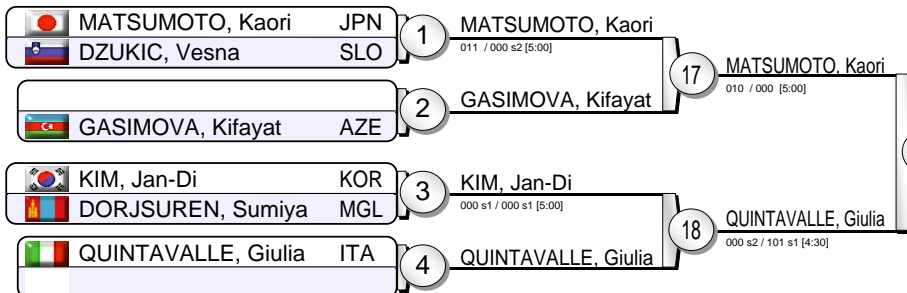 MATSUMOTO, Kaori JPN
DZUKIC, Vesna SLO
1
MATSUMOTO, Kaori
011 / 000 s2 [5:00]
GASIMOVA, Kifayat AZE
2
GASIMOVA, Kifayat
17
MATSUMOTO, Kaori
010 / 000 [5:00]
KIM, Jan-Di KOR
DORJSUREN, Sumiya MGL
3
KIM, Jan-Di
000 s1 / 000 s1 [5:00]
QUINTAVALLE, Giulia ITA
4
QUINTAVALLE, Giulia
18
QUINTAVALLE, Giulia
000 s2 / 101 s1 [4:30]